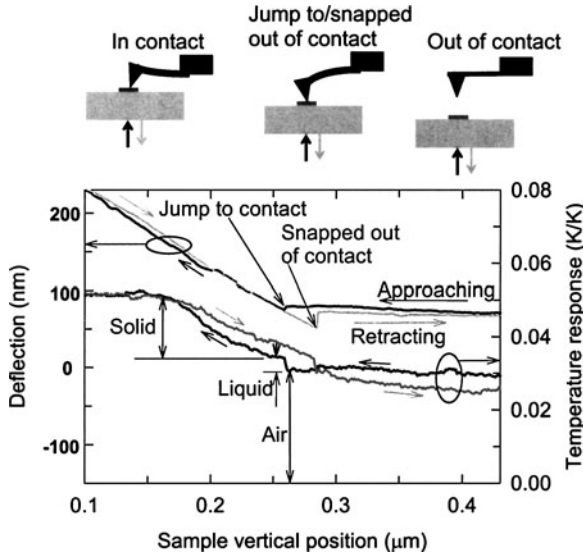 In contact
Jump to/snapped
out of contact
Out of contact
200
100
0
-100
Deflection (nm)
Jump to contact
Snapped out
of contact
Approaching
Retracting
Solid
Liquid
Air
0.08
0.06
0.04
0.02
0.00
Temperature response (K/K)
0.1
0.2
0.3
0.4
Sample vertical position (μm)